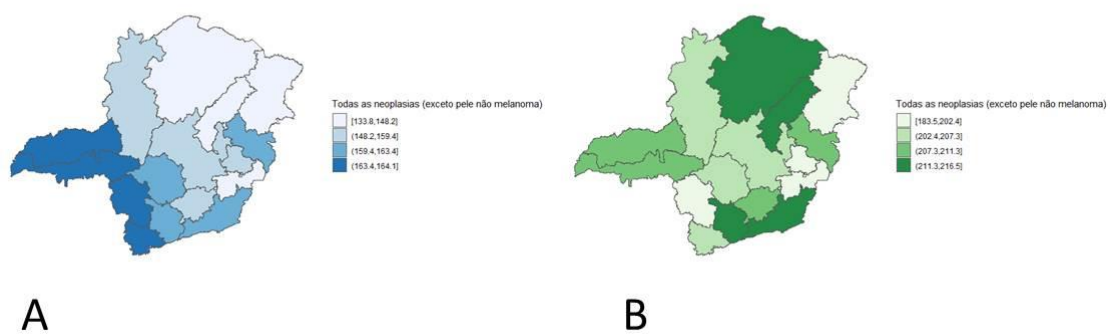 Todas as neoplasias (exceto pele não melanoma)
[133.8,148.2]
(148.2,159.4]
(159.4,163.4]
(163.4,164.1]
Todas as neoplasias (exceto pele não melanoma)
[183.5,202.4]
(202.4,207.3]
(207.3,211.3]
(211.3,216.5]
A
B